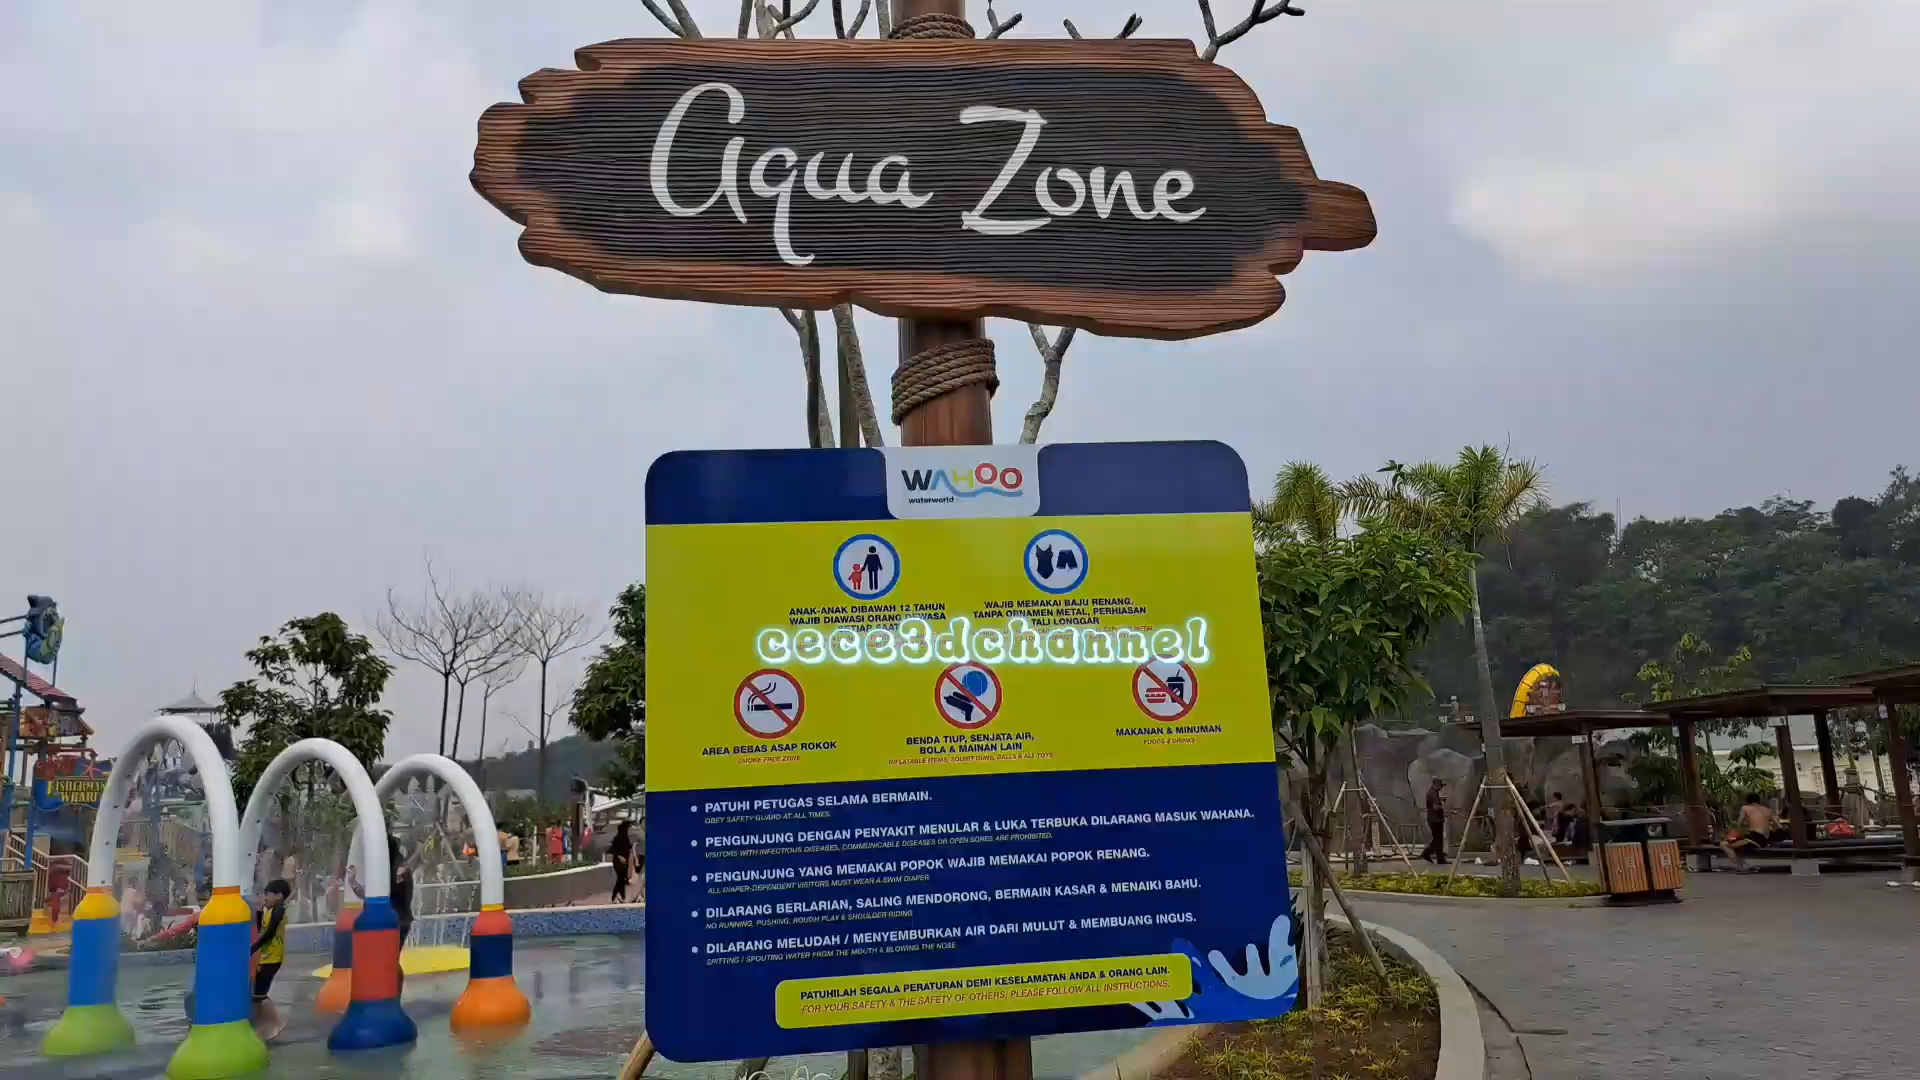 Aqua Zone
WAHOO
waterworld
ANAK-ANAK DIBAWAH 12 TAHUN
WAJIB DIAWASI ORANG DEWASA
SETIAP SAAT
WAJIB MEMAKAI BAJU RENANG,
TANPA ORNAMEN METAL, PERHIASAN
TALI LONGGAR
cece3dchannel
AREA BEBAS ASAP ROKOK
SMOKE FREE ZONE
BENDA TIUP, SENJATA AIR,
BOLA & MAINAN LAIN
INFLATABLE ITEMS, SQUIRT GUNS, BALLS & ALL TOYS
MAKANAN & MINUMAN
FOODS & DRINKS
FISHERMAN
WHARF
• PATUHI PETUGAS SELAMA BERMAIN.
OBEY SAFETY GUARD AT ALL TIMES.
• PENGUNJUNG DENGAN PENYAKIT MENULAR & LUKA TERBUKA DILARANG MASUK WAHANA.
VISITORS WITH INFECTIOUS DISEASES, COMMUNICABLE DISEASES OR OPEN SORES ARE PROHIBITED.
• PENGUNJUNG YANG MEMAKAI POPOK WAJIB MEMAKAI POPOK RENANG.
ALL DIAPER-DEPENDENT VISITORS MUST WEAR A SWIM DIAPER
• DILARANG BERLARIAN, SALING MENDORONG, BERMAIN KASAR & MENAIKI BAHU.
NO RUNNING, PUSHING, ROUGH PLAY & SHOULDER RIDING
• DILARANG MELUDAH / MENYEMBURKAN AIR DARI MULUT & MEMBUANG INGUS.
SPITTING / SPOUTING WATER FROM THE MOUTH & BLOWING THE NOSE
PATUHILAH SEGALA PERATURAN DEMI KESELAMATAN ANDA & ORANG LAIN.
FOR YOUR SAFETY & THE SAFETY OF OTHERS, PLEASE FOLLOW ALL INSTRUCTIONS.